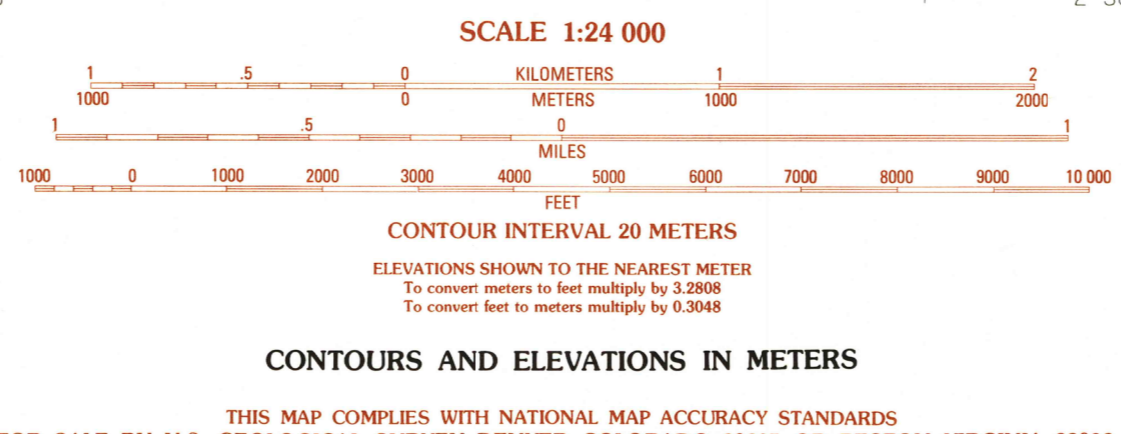 SCALE 1:24 000
1 .5 0 KILOMETERS 1 2
1000 0 METERS 1000 2000
1 .5 0 1
MILES
1000 0 1000 2000 3000 4000 5000 6000 7000 8000 9000 10 000
FEET
CONTOUR INTERVAL 20 METERS
ELEVATIONS SHOWN TO THE NEAREST METER
To convert meters to feet multiply by 3.2808
To convert feet to meters multiply by 0.3048
CONTOURS AND ELEVATIONS IN METERS
THIS MAP COMPLIES WITH NATIONAL MAP ACCURACY STANDARDS